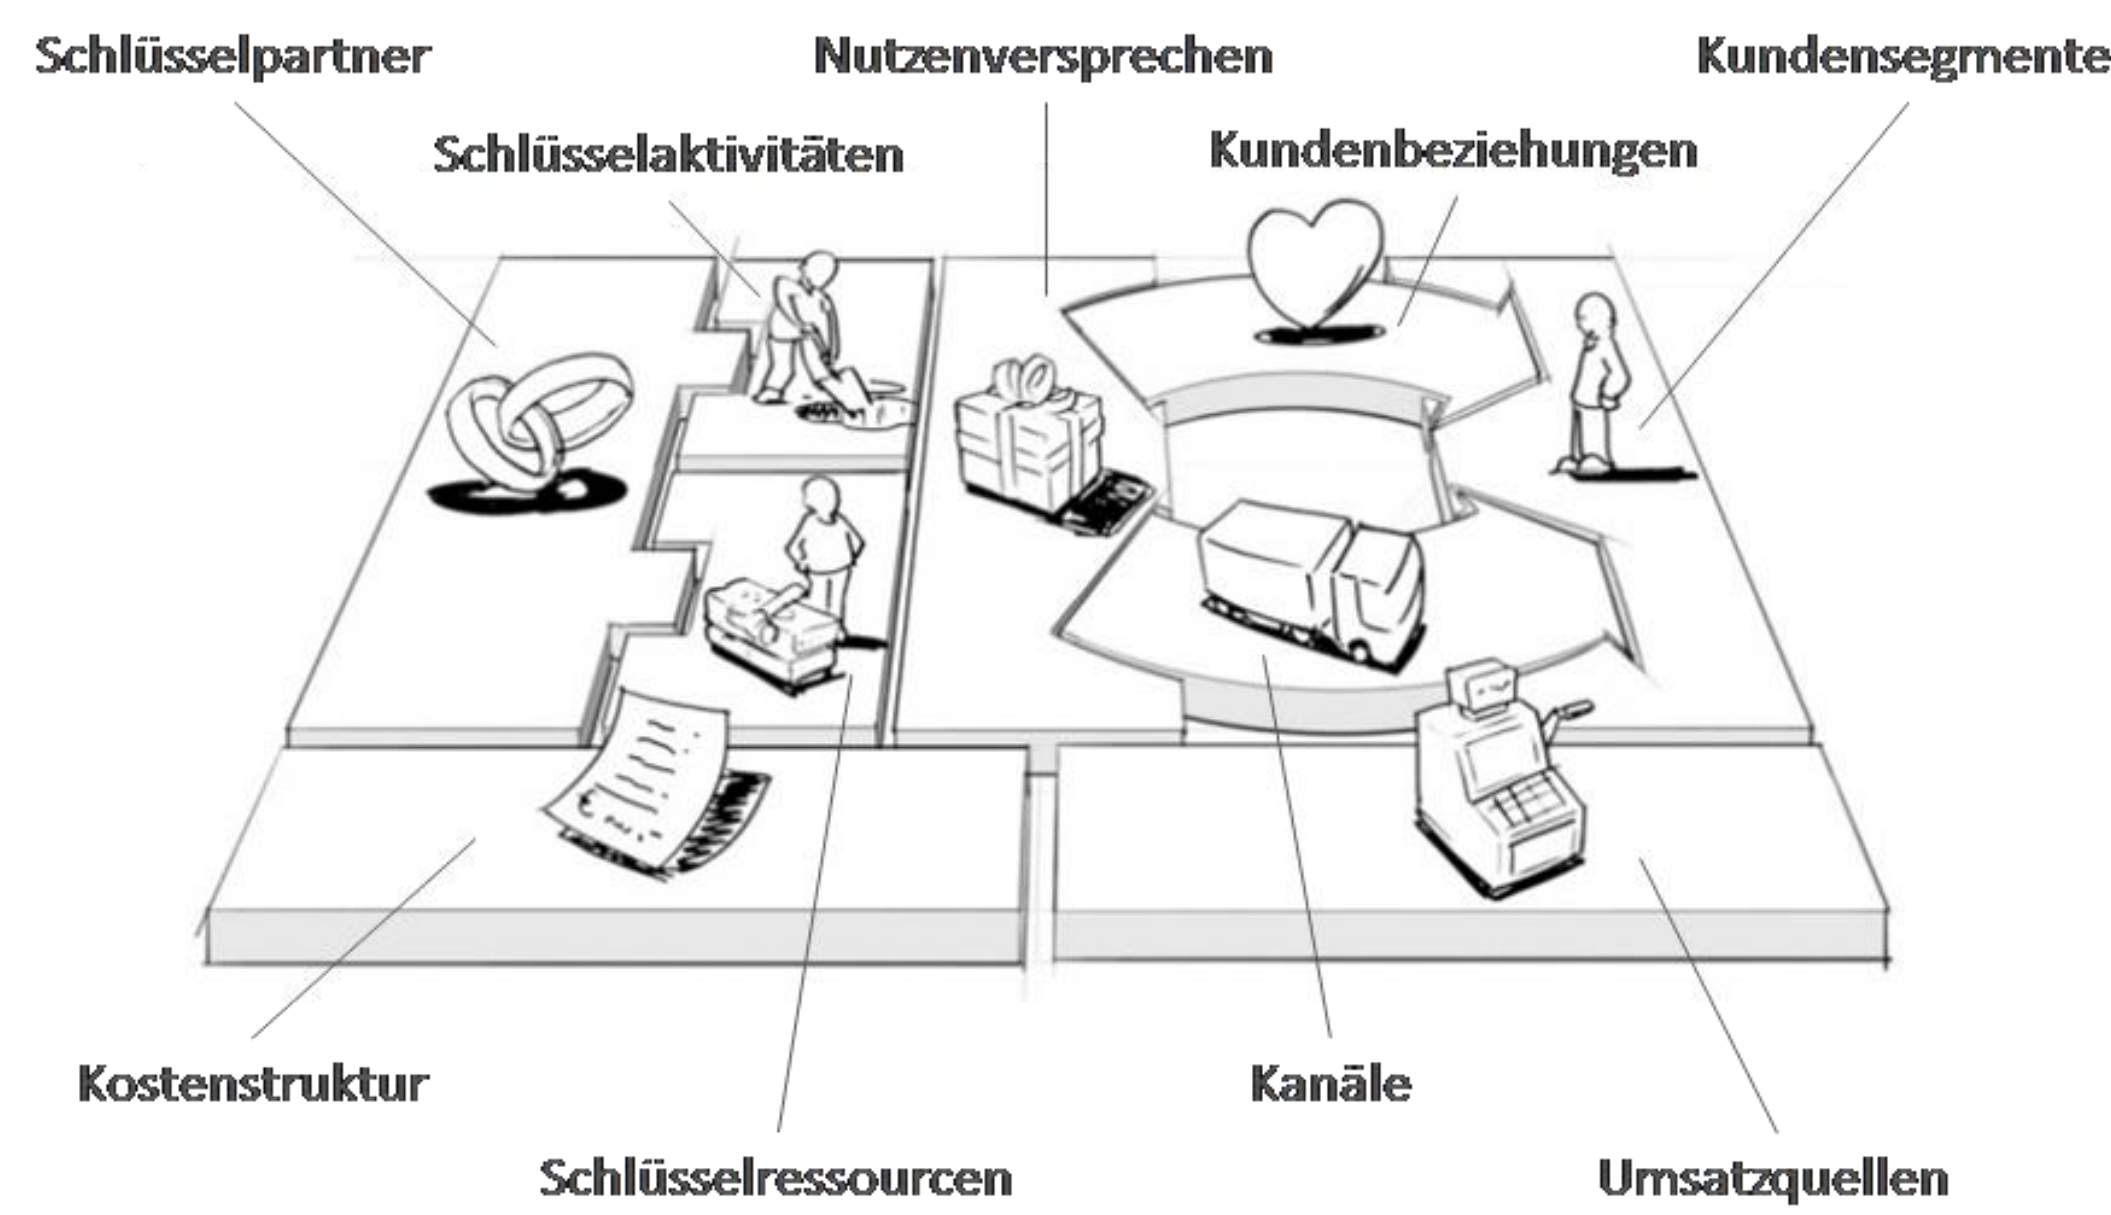 Schlüsselpartner
Nutzenversprechen
Kundensegmente
Schlüsselaktivitäten
Kundenbeziehungen
Kostenstruktur
Kanäle
Schlüsselressourcen
Umsatzquellen